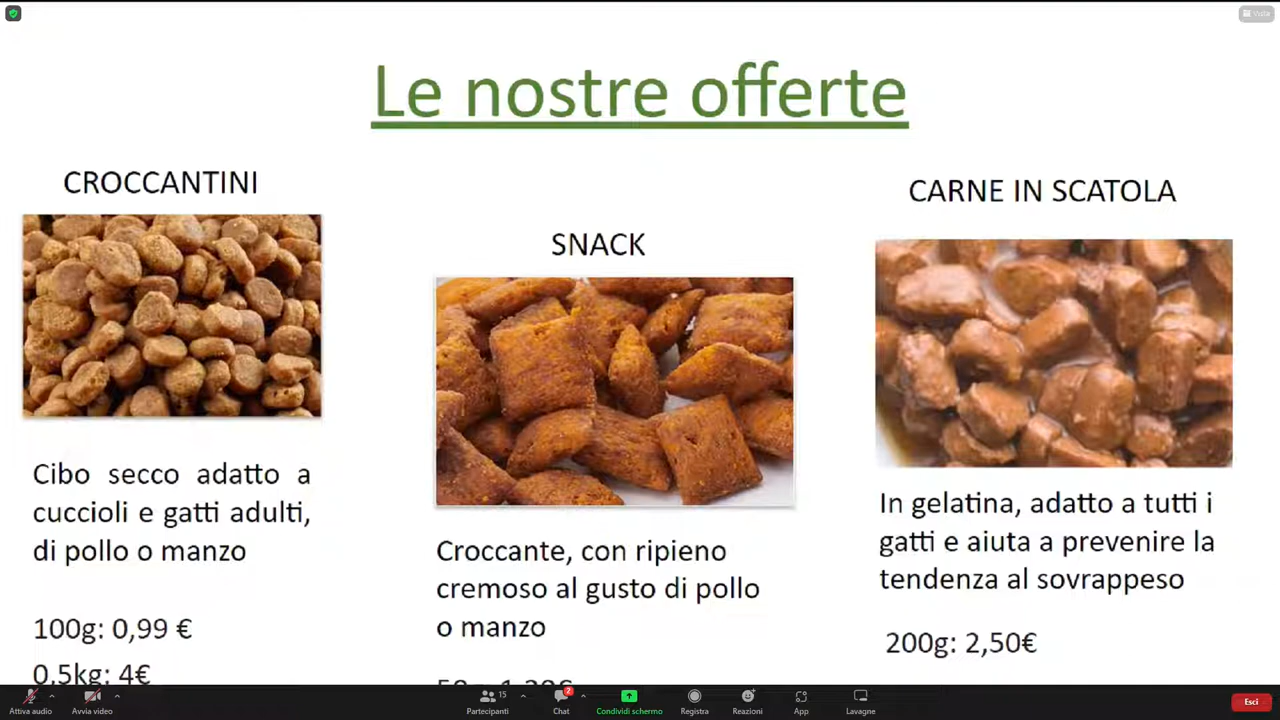 Vista
Le nostre offerte
CROCCANTINI
Cibo secco adatto a
cuccioli e gatti adulti,
di pollo o manzo
100g: 0,99 €
0,5kg: 4€
SNACK
Croccante, con ripieno
cremoso al gusto di pollo
o manzo
CARNE IN SCATOLA
In gelatina, adatto a tutti i
gatti e aiuta a prevenire la
tendenza al sovrappeso
200g: 2,50€
Attiva audio
Avvia video
15
Partecipanti
2
Chat
Condividi schermo
Registra
Reazioni
App
Lavagne
Esci